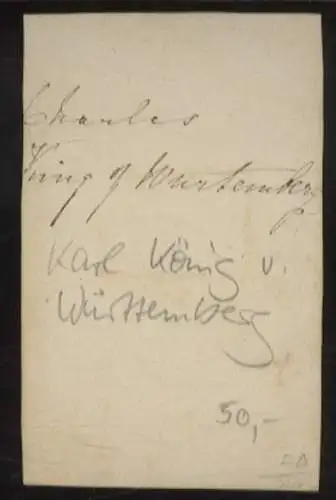 Charles
King of Wurtemberg
Karl König v.
Württemberg
50,-